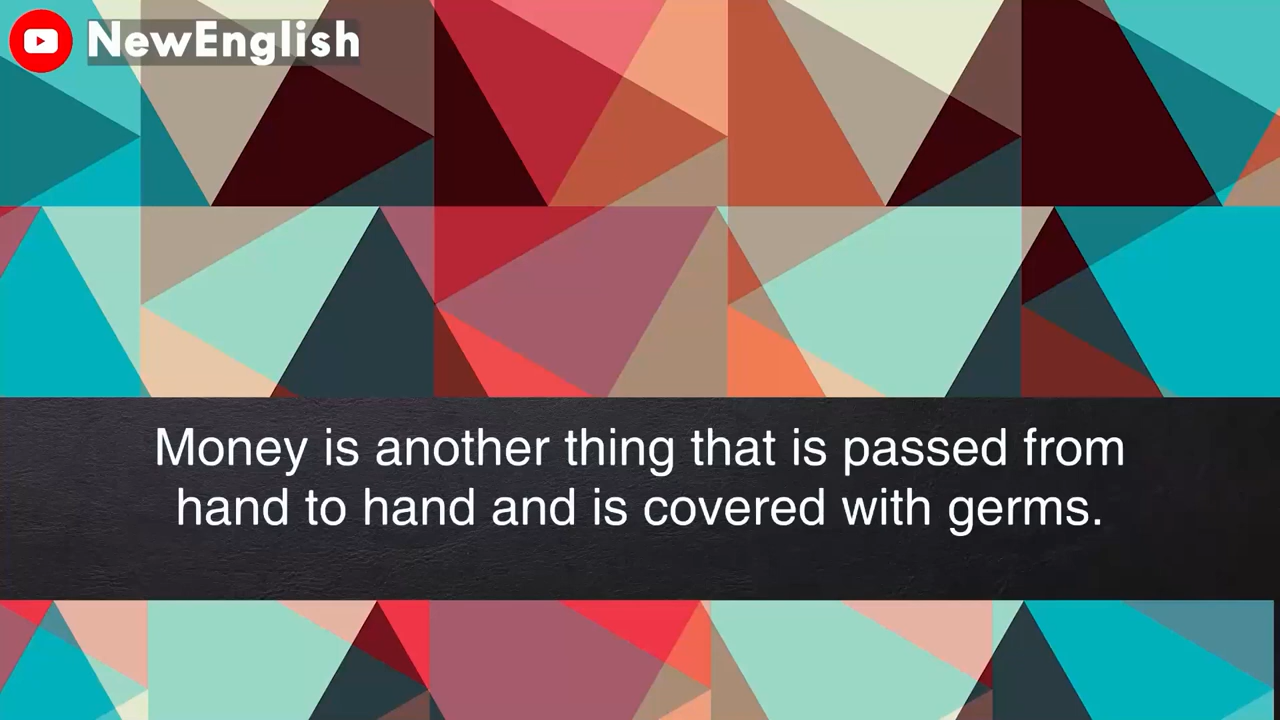 NewEnglish
Money is another thing that is passed from
hand to hand and is covered with germs.